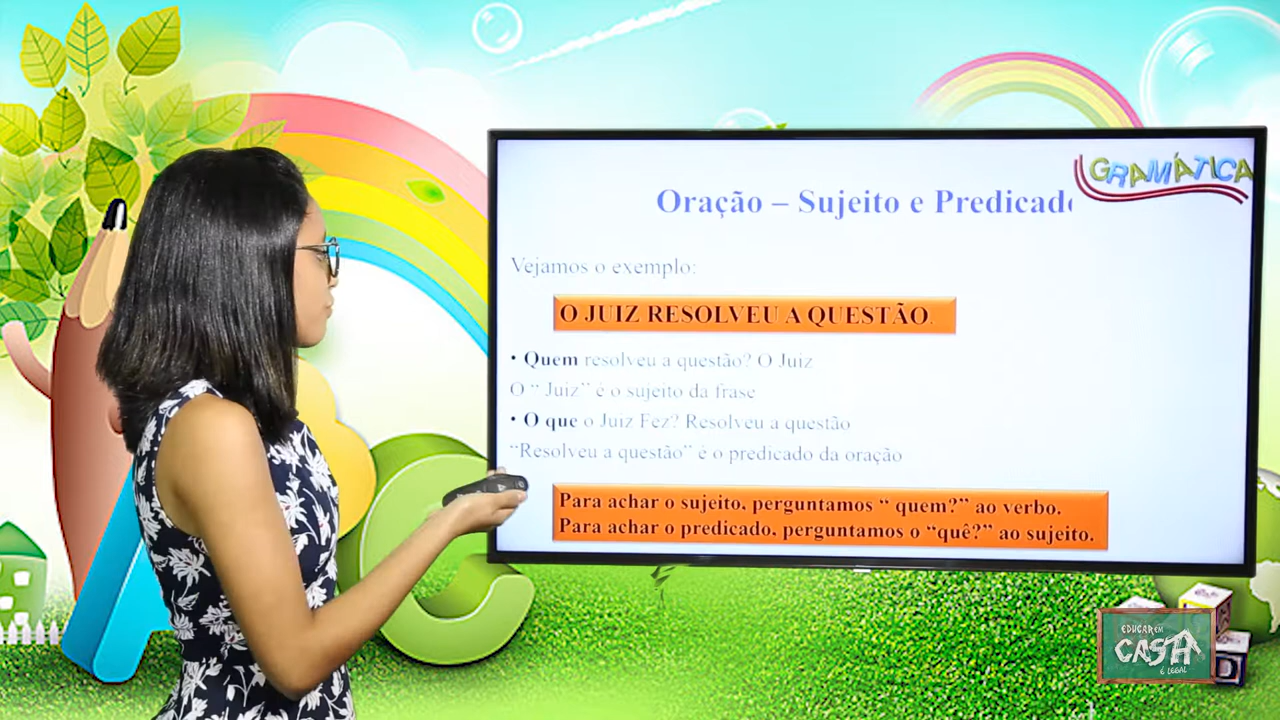 GRAMÁTICA
Oração – Sujeito e Predicado
Vejamos o exemplo:
O JUIZ RESOLVEU A QUESTÃO.
• Quem resolveu a questão? O Juiz
O “ Juiz” é o sujeito da frase
• O que o Juiz Fez? Resolveu a questão
“Resolveu a questão” é o predicado da oração
Para achar o sujeito, perguntamos “ quem?” ao verbo.
Para achar o predicado, perguntamos o “quê?” ao sujeito.
EDUCAR EM
CASA
É LEGAL